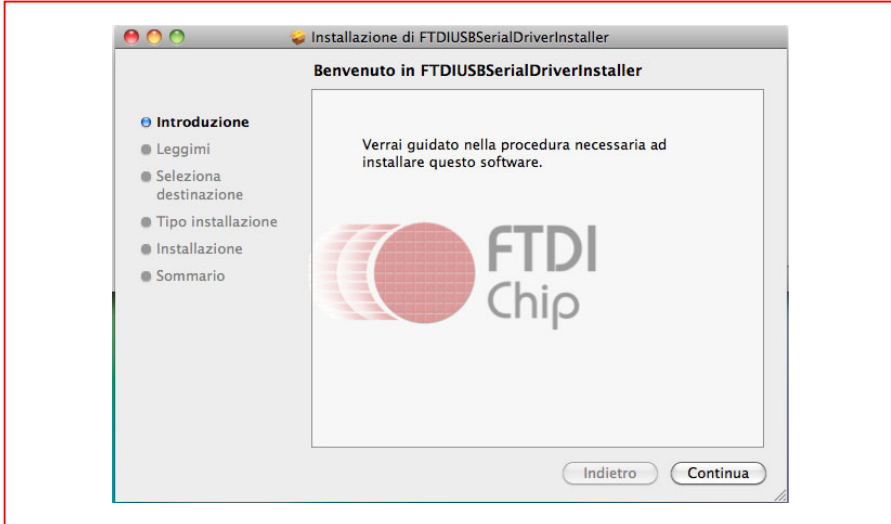 Installazione di FTDIUSBSerialDriverInstaller
Benvenuto in FTDIUSBSerialDriverInstaller
Introduzione
Leggimi
Seleziona
destinazione
Tipo installazione
Installazione
Sommario
Verrai guidato nella procedura necessaria ad
installare questo software.
FTDI
Chip
Indietro
Continua